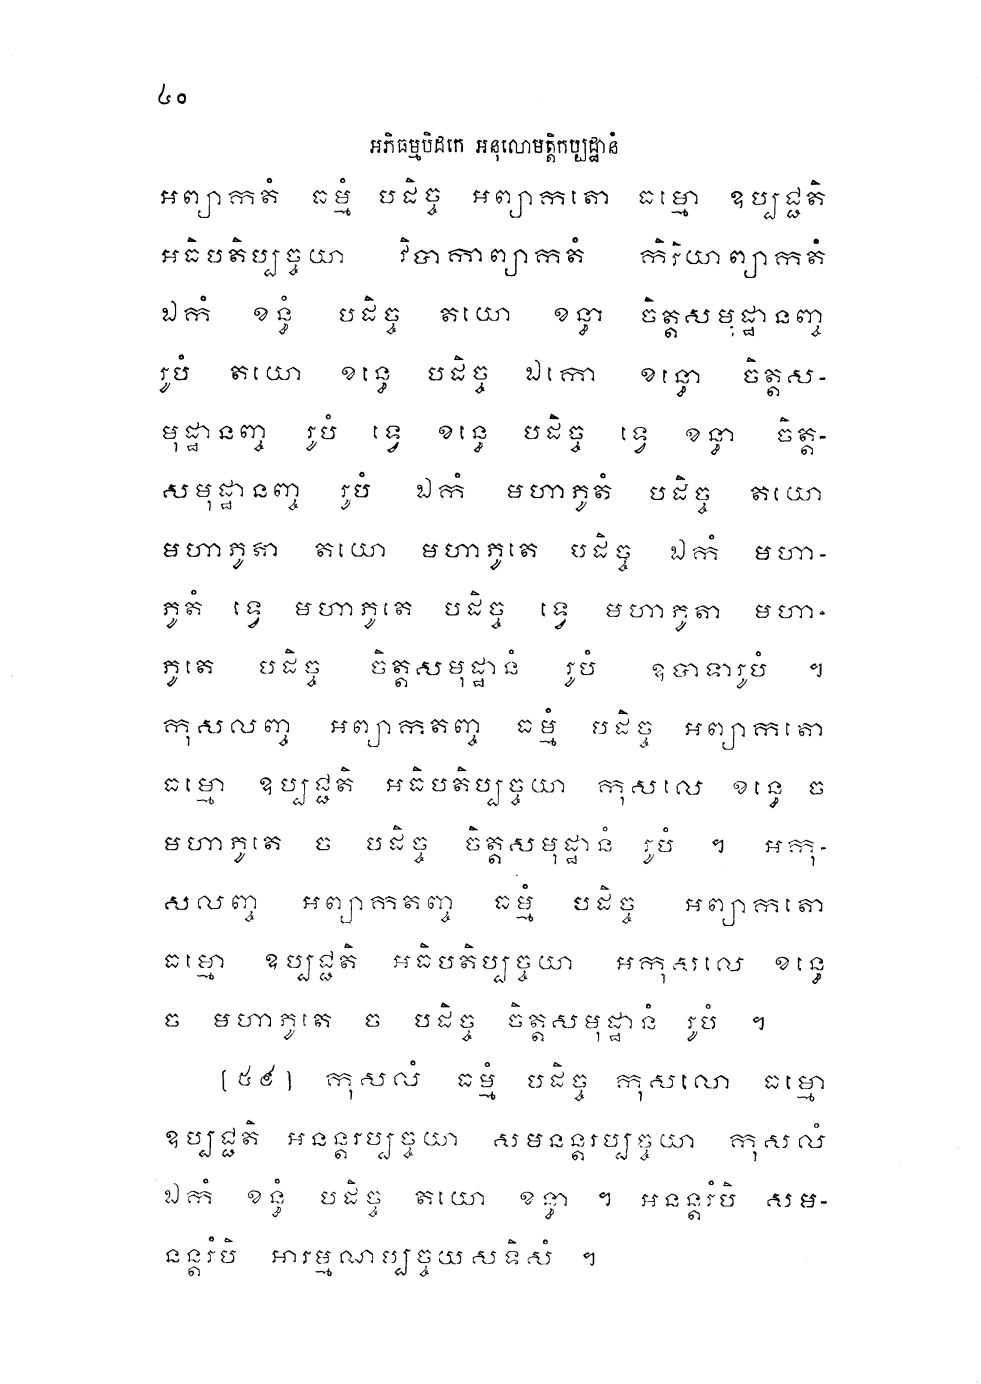 ៤០
អភិធម្មបិដកេ អនុលោមត្តិកប្បដ្ឋានំ
អព្យាកតំ ធម្មំ បដិច្ច អព្យាកតោ ធម្មោ ឧប្បជ្ជតិ
អធិបតិប្បច្ចយា វិបាកាព្យាកតំ កិរិយាព្យាកតំ
ឯកំ ខន្ធំ បដិច្ច តយោ ខន្ធា ចិត្តសមុដ្ឋានញ្ច
រូបំ តយោ ខន្ធេ បដិច្ច ឯកោ ខន្ធោ ចិត្តស-
មុដ្ឋានញ្ច រូបំ ទ្វេ ខន្ធេ បដិច្ច ទ្វេ ខន្ធា ចិត្ត-
សមុដ្ឋានញ្ច រូបំ ឯកំ មហាភូតំ បដិច្ច តយោ
មហាភូតា តយោ មហាភូតេ បដិច្ច ឯកំ មហា-
ភូតំ ទ្វេ មហាភូតេ បដិច្ច ទ្វេ មហាភូតា មហា-
ភូតេ បដិច្ច ចិត្តសមុដ្ឋានំ រូបំ ឧបាទារូបំ ។
កុសលញ្ច អព្យាកតញ្ច ធម្មំ បដិច្ច អព្យាកតោ
ធម្មោ ឧប្បជ្ជតិ អធិបតិប្បច្ចយា កុសលេ ខន្ធេ ច
មហាភូតេ ច បដិច្ច ចិត្តសមុដ្ឋានំ រូបំ ។ អកុ-
សលញ្ច អព្យាកតញ្ច ធម្មំ បដិច្ច អព្យាកតោ
ធម្មោ ឧប្បជ្ជតិ អធិបតិប្បច្ចយា អកុសលេ ខន្ធេ
ច មហាភូតេ ច បដិច្ច ចិត្តសមុដ្ឋានំ រូបំ ។
[៥៩] កុសលំ ធម្មំ បដិច្ច កុសលោ ធម្មោ
ឧប្បជ្ជតិ អនន្តរប្បច្ចយា សមនន្តរប្បច្ចយា កុសលំ
ឯកំ ខន្ធំ បដិច្ច តយោ ខន្ធា ។ អនន្តរំបិ សម-
នន្តរំបិ អារម្មណប្បច្ចយសទិសំ ។